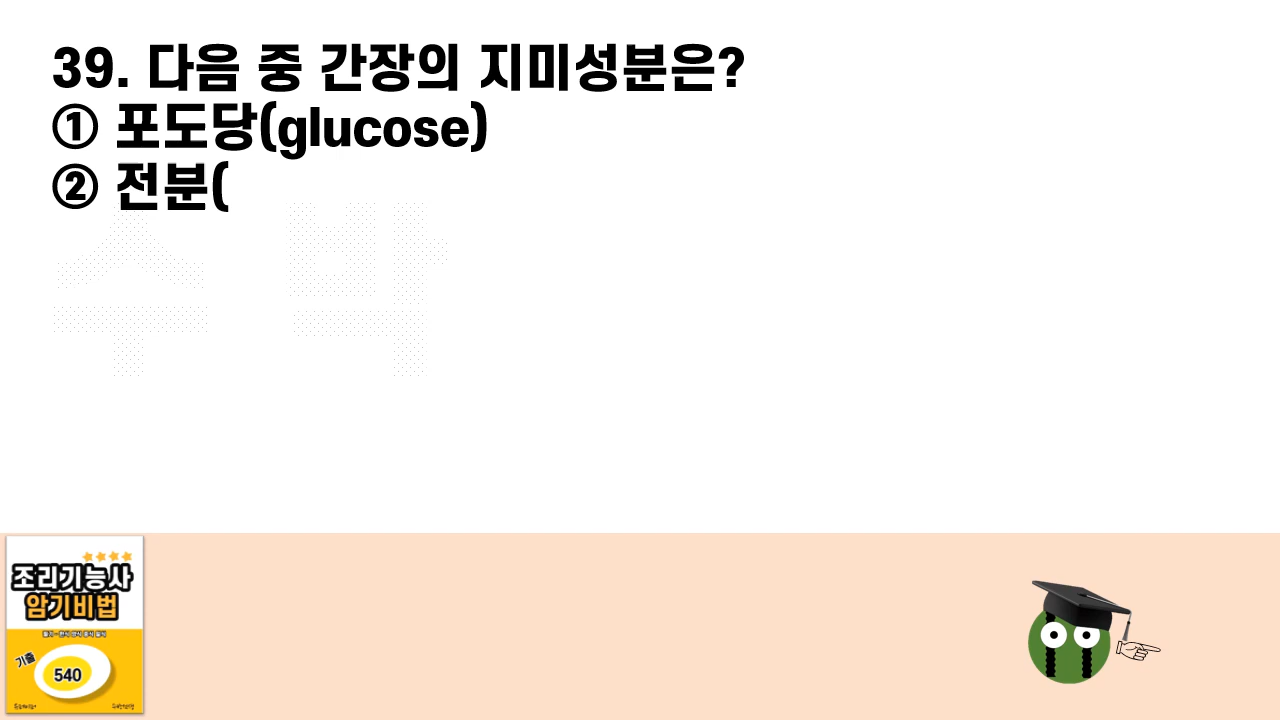 39. 다음 중 간장의 지미성분은?
① 포도당(glucose)
② 전분(
수박
★★★★
조리기능사
암기비법
기출
540